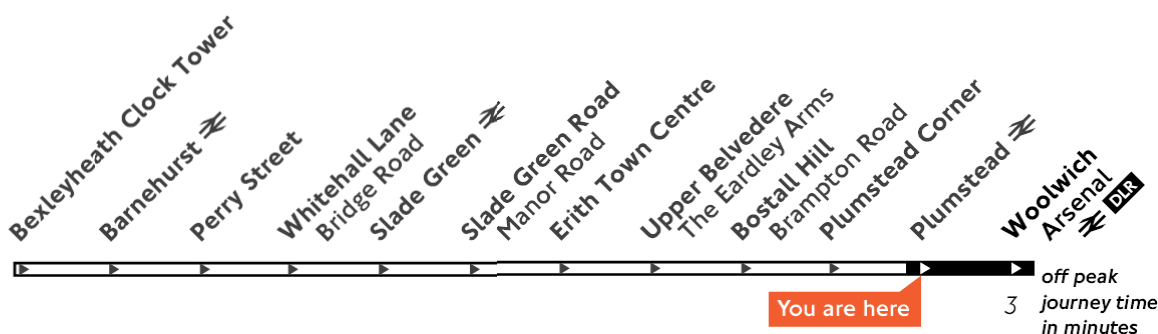 Bexleyheath Clock Tower
Barnehurst
Perry Street
Whitehall Lane
Bridge Road
Slade Green
Slade Green Road
Manor Road
Erith Town Centre
Upper Belvedere
The Eardley Arms
Bostall Hill
Brampton Road
Plumstead Corner
Plumstead
Woolwich
Arsenal
DLR
You are here
3
off peak
journey time
in minutes